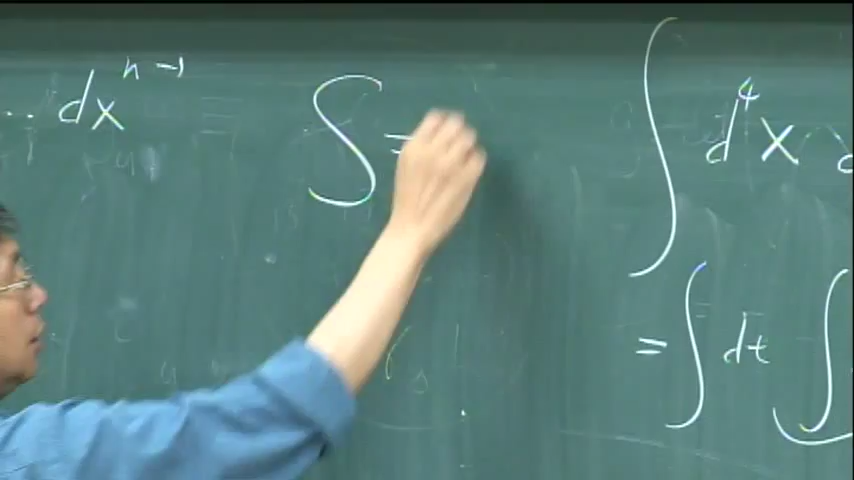 ... dx^{n-1}
S =
∫ d⁴x
= ∫ dt ∫